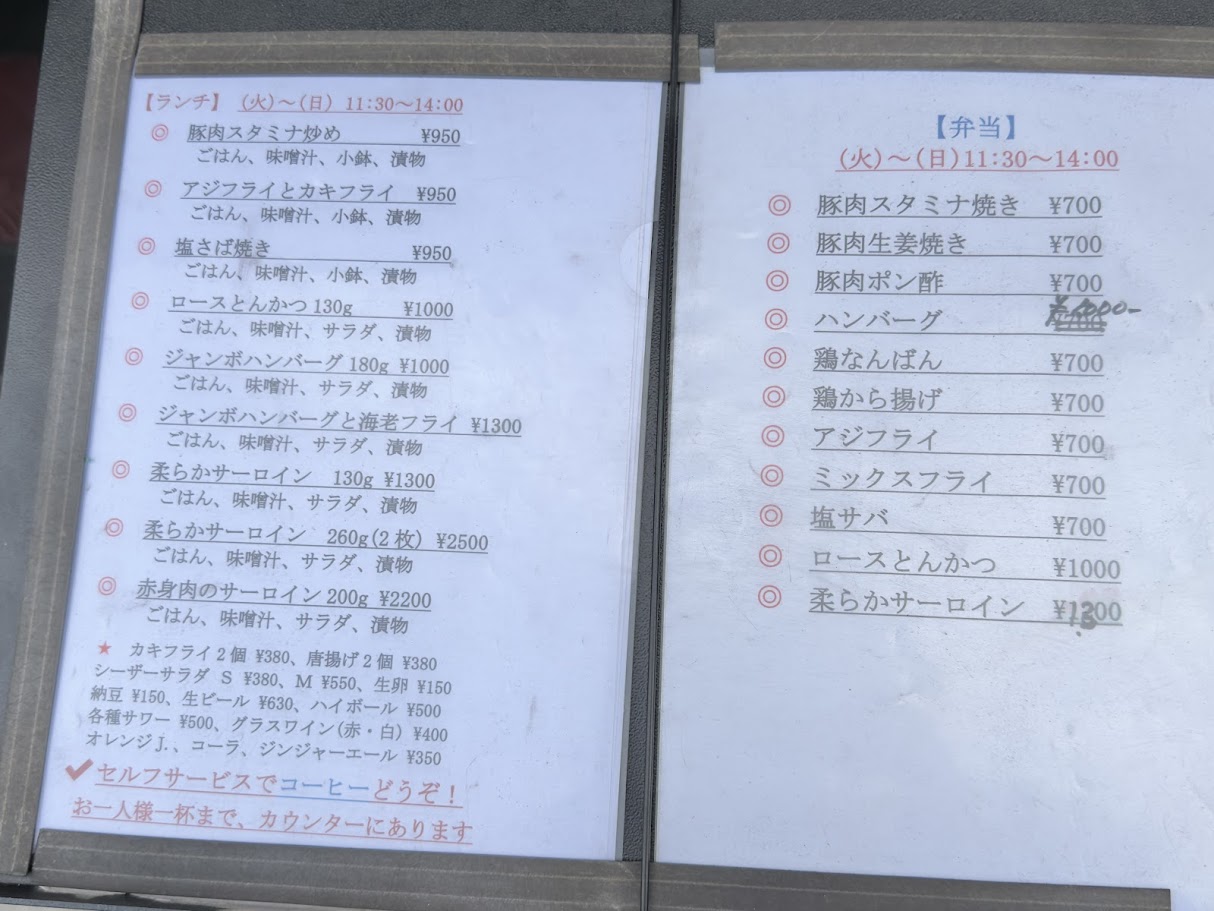 【ランチ】 (火)~(日) 11:30~14:00
◎ 豚肉スタミナ炒め ¥950
ごはん、味噌汁、小鉢、漬物
◎ アジフライとカキフライ ¥950
ごはん、味噌汁、小鉢、漬物
◎ 塩さば焼き ¥950
ごはん、味噌汁、小鉢、漬物
◎ ロースとんかつ 130g ¥1000
ごはん、味噌汁、サラダ、漬物
◎ ジャンボハンバーグ 180g ¥1000
ごはん、味噌汁、サラダ、漬物
◎ ジャンボハンバーグと海老フライ ¥1300
ごはん、味噌汁、サラダ、漬物
◎ 柔らかサーロイン 130g ¥1300
ごはん、味噌汁、サラダ、漬物
◎ 柔らかサーロイン 260g(2枚) ¥2500
ごはん、味噌汁、サラダ、漬物
◎ 赤身肉のサーロイン 200g ¥2200
ごはん、味噌汁、サラダ、漬物
★ カキフライ2個 ¥380、唐揚げ2個 ¥380
シーザーサラダ S ¥380、M ¥550、生卵 ¥150
納豆 ¥150、生ビール ¥630、ハイボール ¥500
各種サワー ¥500、グラスワイン(赤・白) ¥400
オレンジJ.、コーラ、ジンジャーエール ¥350
✓セルフサービスでコーヒーどうぞ！
お一人様一杯まで、カウンターにあります
【弁当】
(火)~(日)11:30~14:00
◎ 豚肉スタミナ焼き ¥700
◎ 豚肉生姜焼き ¥700
◎ 豚肉ポン酢 ¥700
◎ ハンバーグ ¥1000-
◎ 鶏なんばん ¥700
◎ 鶏から揚げ ¥700
◎ アジフライ ¥700
◎ ミックスフライ ¥700
◎ 塩サバ ¥700
◎ ロースとんかつ ¥1000
◎ 柔らかサーロイン ¥1300